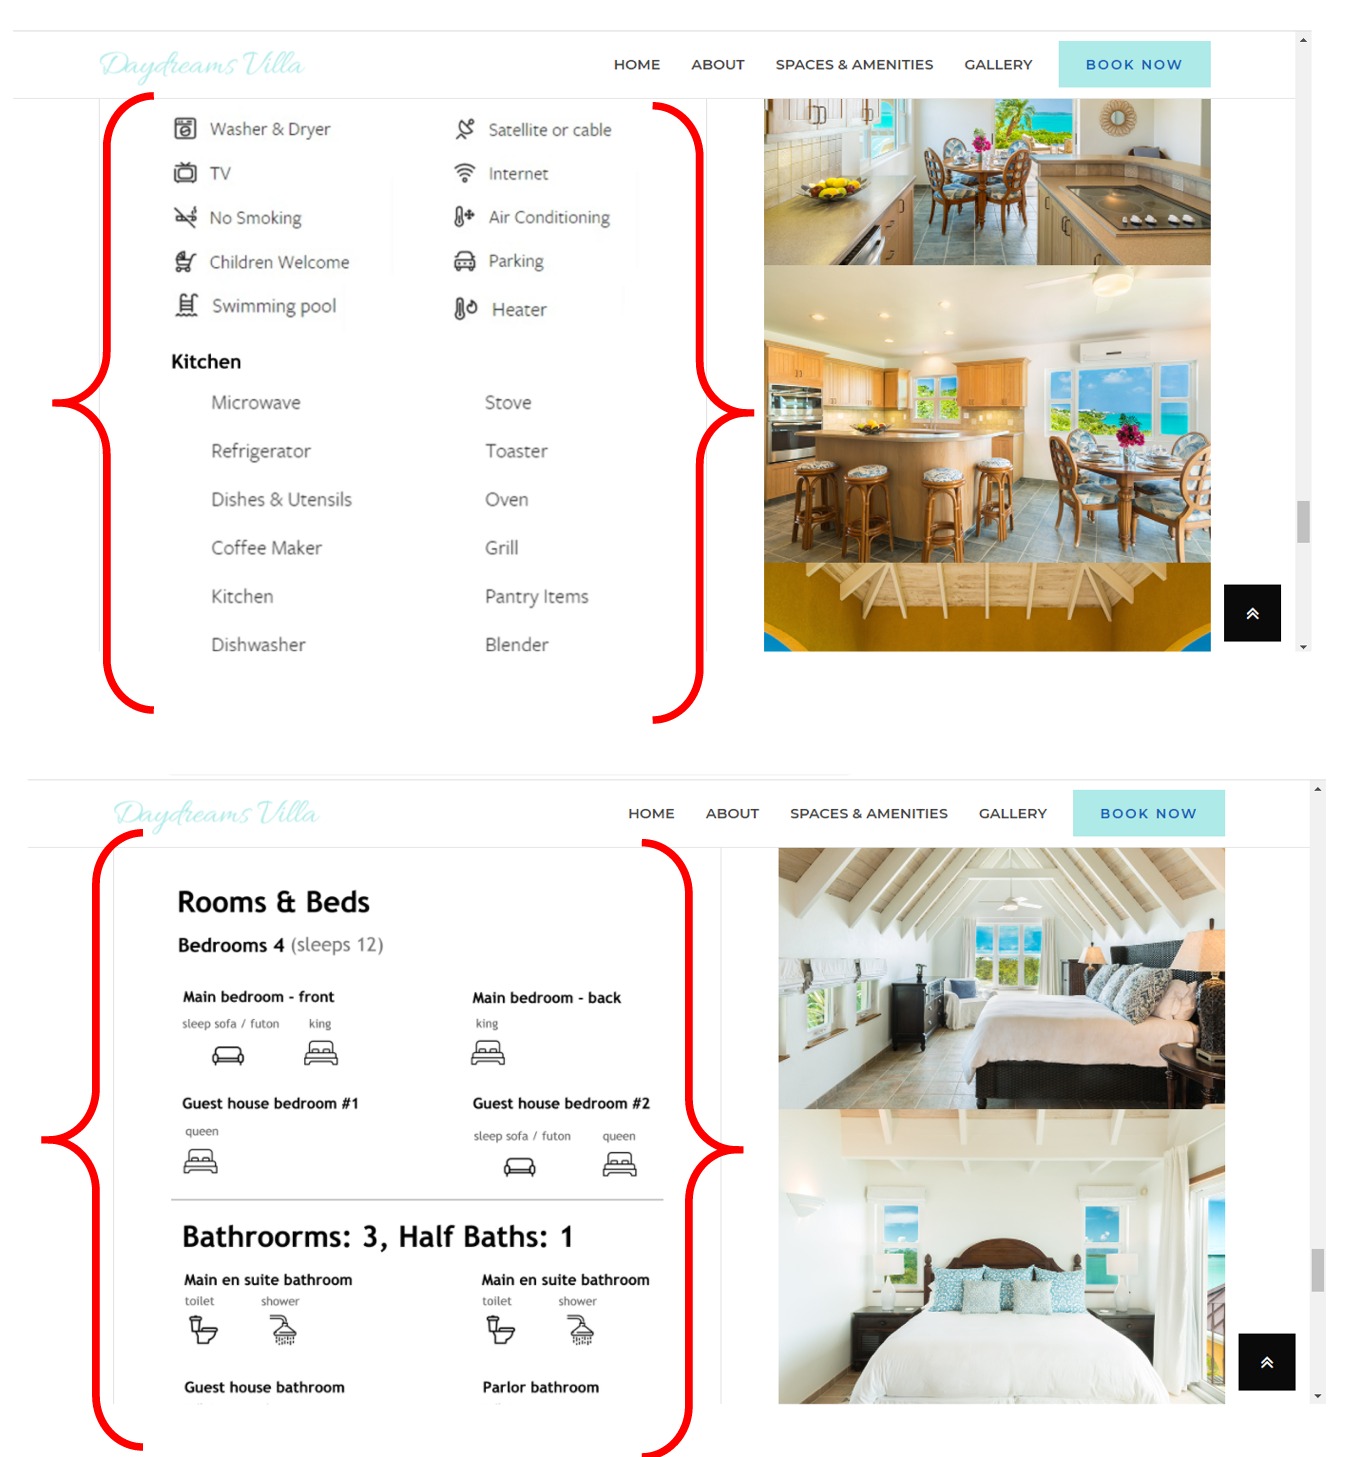 Daydreams Villa HOME ABOUT SPACES & AMENITIES GALLERY BOOK NOW
Washer & Dryer Satellite or cable
TV Internet
No Smoking Air Conditioning
Children Welcome Parking
Swimming pool Heater
Kitchen
Microwave Stove
Refrigerator Toaster
Dishes & Utensils Oven
Coffee Maker Grill
Kitchen Pantry Items
Dishwasher Blender
Daydreams Villa HOME ABOUT SPACES & AMENITIES GALLERY BOOK NOW
Rooms & Beds
Bedrooms 4 (sleeps 12)
Main bedroom - front Main bedroom - back
sleep sofa / futon king king
Guest house bedroom #1 Guest house bedroom #2
queen sleep sofa / futon queen
Bathroorms: 3, Half Baths: 1
Main en suite bathroom Main en suite bathroom
toilet shower toilet shower
Guest house bathroom Parlor bathroom